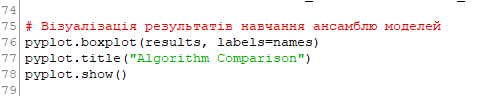 74
75 # Візуалізація результатів навчання ансамблю моделей
76 pyplot.boxplot(results, labels=names)
77 pyplot.title("Algorithm Comparison")
78 pyplot.show()
79